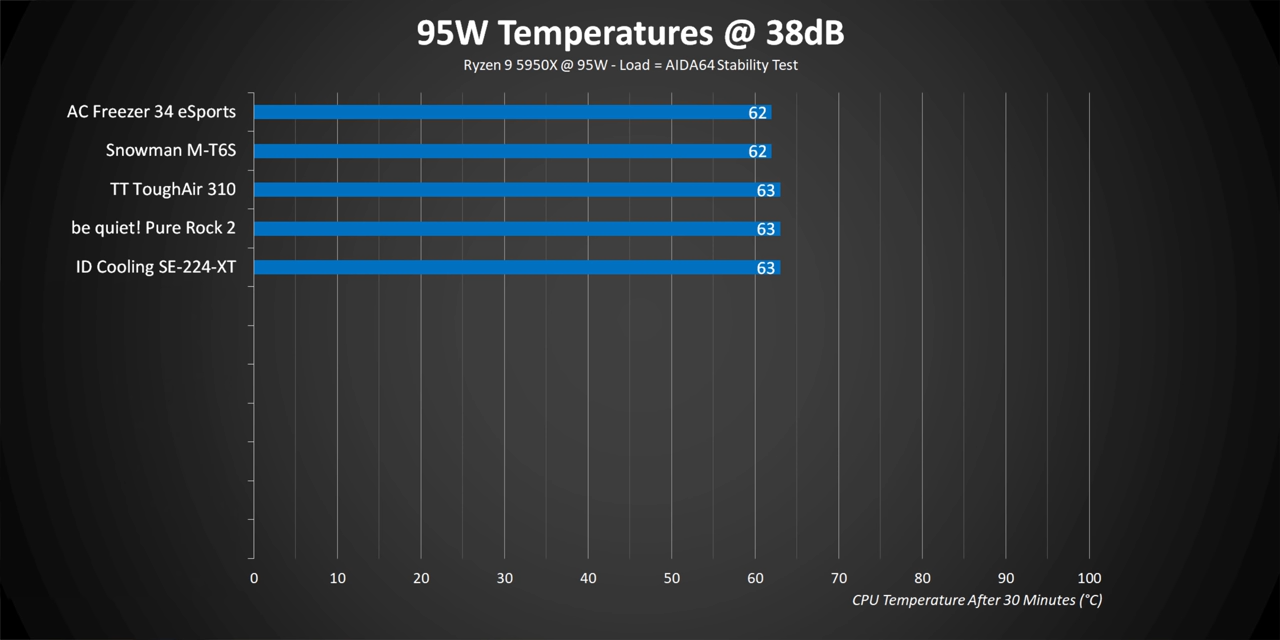 95W Temperatures @ 38dB
Ryzen 9 5950X @ 95W - Load = AIDA64 Stability Test
AC Freezer 34 eSports 62
Snowman M-T6S 62
TT ToughAir 310 63
be quiet! Pure Rock 2 63
ID Cooling SE-224-XT 63
0 10 20 30 40 50 60 70 80 90 100
CPU Temperature After 30 Minutes (°C)